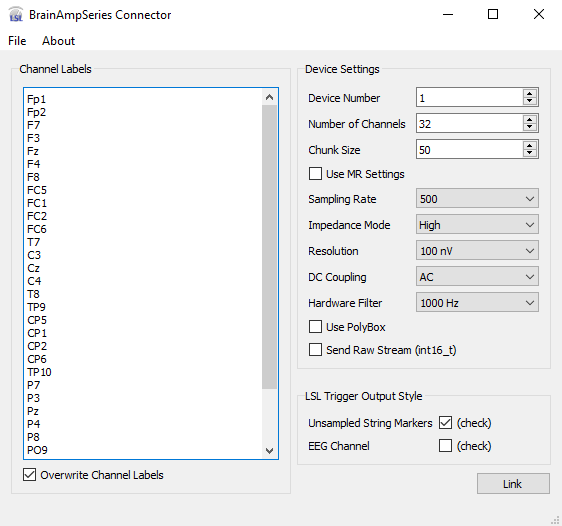 LSL
BrainAmpSeries Connector
File About
Channel Labels
Fp1
Fp2
F7
F3
Fz
F4
F8
FC5
FC1
FC2
FC6
T7
C3
Cz
C4
T8
TP9
CP5
CP1
CP2
CP6
TP10
P7
P3
Pz
P4
P8
PO9
Overwrite Channel Labels
Device Settings
Device Number 1
Number of Channels 32
Chunk Size 50
Use MR Settings
Sampling Rate 500
Impedance Mode High
Resolution 100 nV
DC Coupling AC
Hardware Filter 1000 Hz
Use PolyBox
Send Raw Stream (int16_t)
LSL Trigger Output Style
Unsampled String Markers (check)
EEG Channel (check)
Link